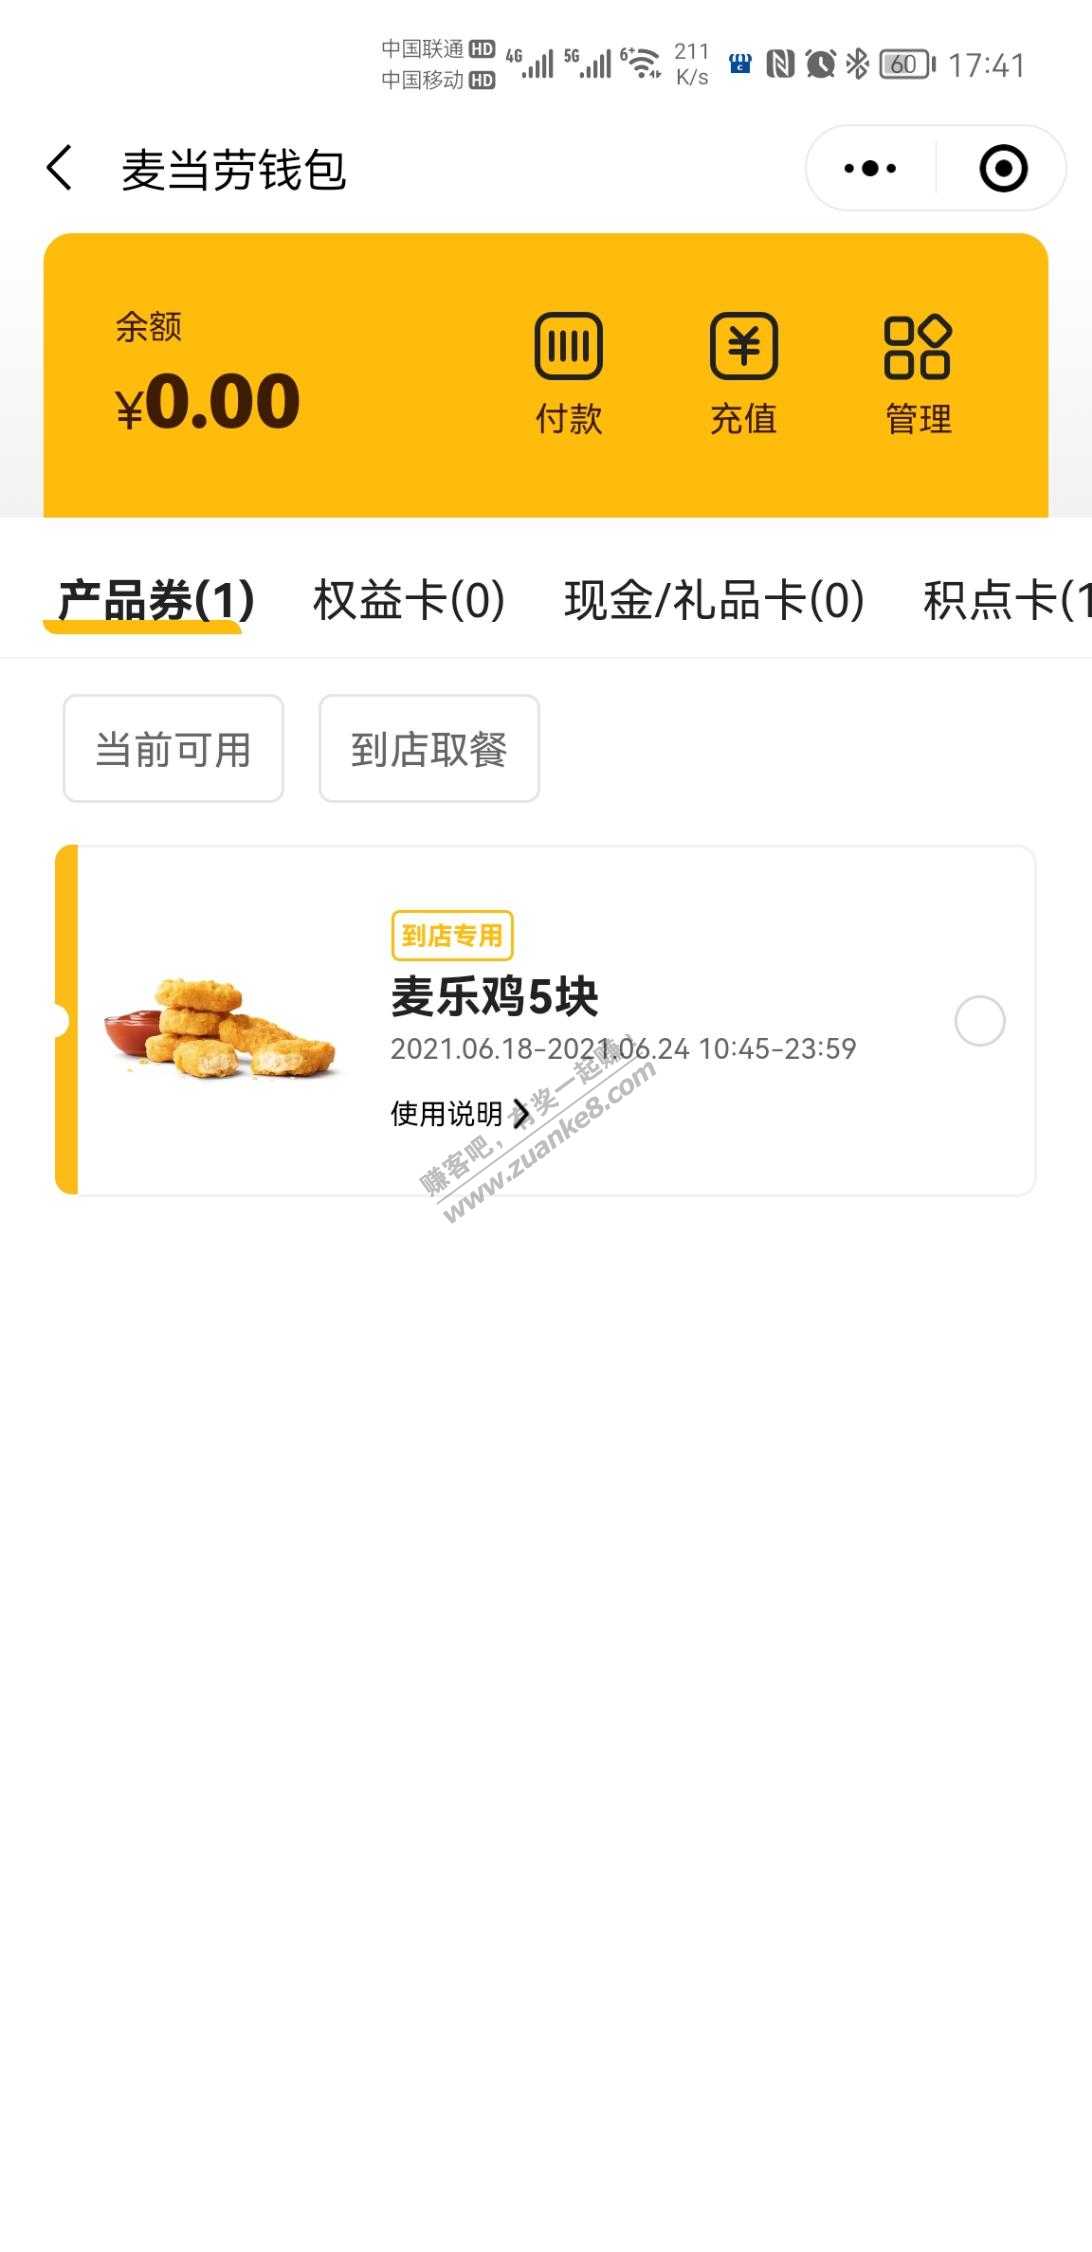 中国联通 HD 4G 5G 6+ 211 K/s 60 17:41
中国移动 HD
麦当劳钱包
余额
¥0.00
付款 充值 管理
产品券(1) 权益卡(0) 现金/礼品卡(0) 积点卡(1
当前可用 到店取餐
到店专用
麦乐鸡5块
2021.06.18-2021.06.24 10:45-23:59
使用说明
赚客吧，有奖一起赚！
www.zuanke8.com